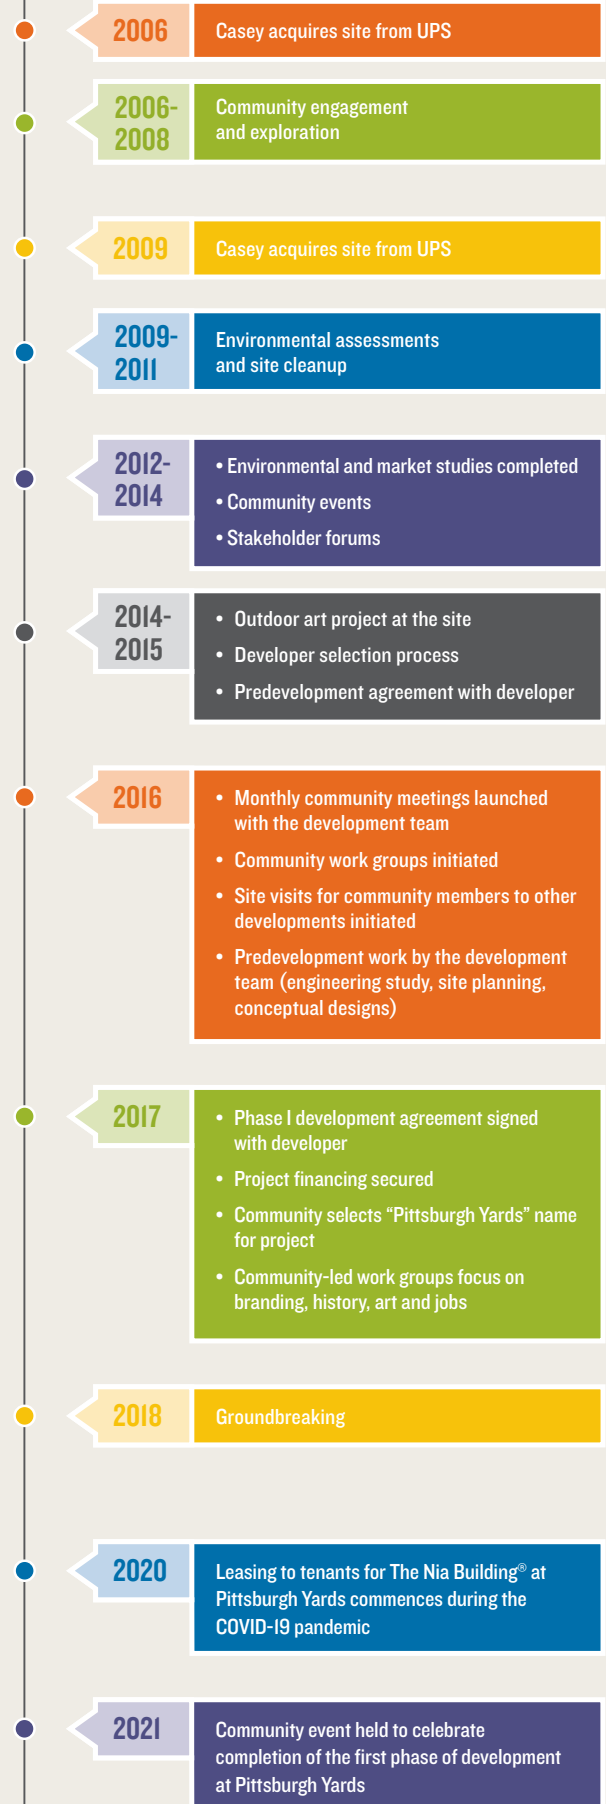 2006
Casey acquires site from UPS
2006-
2008
Community engagement
and exploration
2009
Casey acquires site from UPS
2009-
2011
Environmental assessments
and site cleanup
2012-
2014
• Environmental and market studies completed
• Community events
• Stakeholder forums
2014-
2015
• Outdoor art project at the site
• Developer selection process
• Predevelopment agreement with developer
2016
• Monthly community meetings launched
with the development team
• Community work groups initiated
• Site visits for community members to other
developments initiated
• Predevelopment work by the development
team (engineering study, site planning,
conceptual designs)
2017
• Phase I development agreement signed
with developer
• Project financing secured
• Community selects “Pittsburgh Yards” name
for project
• Community-led work groups focus on
branding, history, art and jobs
2018
Groundbreaking
2020
Leasing to tenants for The Nia Building® at
Pittsburgh Yards commences during the
COVID-19 pandemic
2021
Community event held to celebrate
completion of the first phase of development
at Pittsburgh Yards